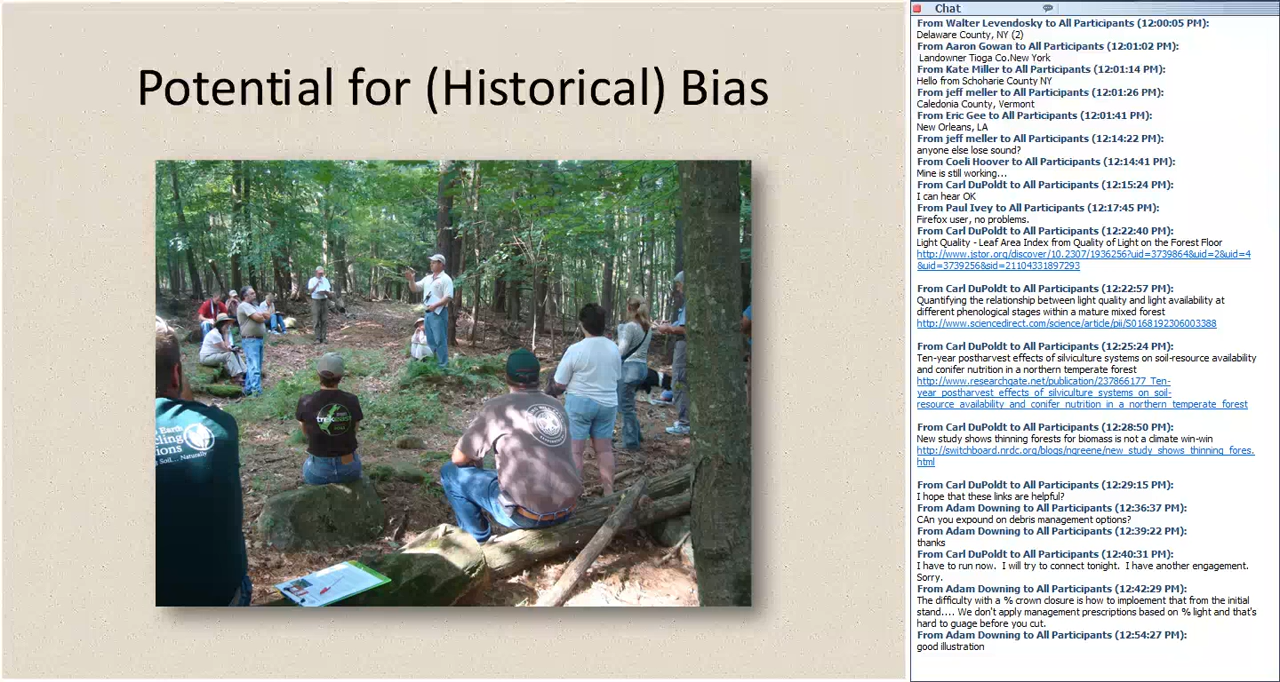 Potential for (Historical) Bias
Chat
From Walter Levendosky to All Participants (12:00:05 PM):
Delaware County, NY (2)
From Aaron Gowan to All Participants (12:01:02 PM):
Landowner Tioga Co.New York
From Kate Miller to All Participants (12:01:14 PM):
Hello from Schoharie County NY
From jeff meller to All Participants (12:01:26 PM):
Caledonia County, Vermont
From Eric Gee to All Participants (12:01:41 PM):
New Orleans, LA
From jeff meller to All Participants (12:14:22 PM):
anyone else lose sound?
From Coeli Hoover to All Participants (12:14:41 PM):
Mine is still working...
From Carl DuPoldt to All Participants (12:15:24 PM):
I can hear OK
From Paul Ivey to All Participants (12:17:45 PM):
Firefox user, no problems.
From Carl DuPoldt to All Participants (12:22:40 PM):
Light Quality - Leaf Area Index from Quality of Light on the Forest Floor
http://www.jstor.org/discover/10.2307/1936256?uid=3739864&uid=2&uid=4
&uid=3739256&sid=21104331897293
From Carl DuPoldt to All Participants (12:22:57 PM):
Quantifying the relationship between light quality and light availability at
different phenological stages within a mature mixed forest
http://www.sciencedirect.com/science/article/pii/S0168192306003388
From Carl DuPoldt to All Participants (12:25:24 PM):
Ten-year postharvest effects of silviculture systems on soil-resource availability
and conifer nutrition in a northern temperate forest
http://www.researchgate.net/publication/237866177_Ten-
year_postharvest_effects_of_silviculture_systems_on_soil-
resource_availability_and_conifer_nutrition_in_a_northern_temperate_forest
From Carl DuPoldt to All Participants (12:28:50 PM):
New study shows thinning forests for biomass is not a climate win-win
http://switchboard.nrdc.org/blogs/ngreene/new_study_shows_thinning_fores.
html
From Carl DuPoldt to All Participants (12:29:15 PM):
I hope that these links are helpful?
From Adam Downing to All Participants (12:36:37 PM):
CAn you expound on debris management options?
From Adam Downing to All Participants (12:39:22 PM):
thanks
From Carl DuPoldt to All Participants (12:40:31 PM):
I have to run now.  I will try to connect tonight.  I have another engagement.
Sorry.
From Adam Downing to All Participants (12:42:29 PM):
The difficulty with a % crown closure is how to imploement that from the initial
stand.... We don't apply management prescriptions based on % light and that's
hard to guage before you cut.
From Adam Downing to All Participants (12:54:27 PM):
good illustration
Earth
cling
ions
Soil... Naturally